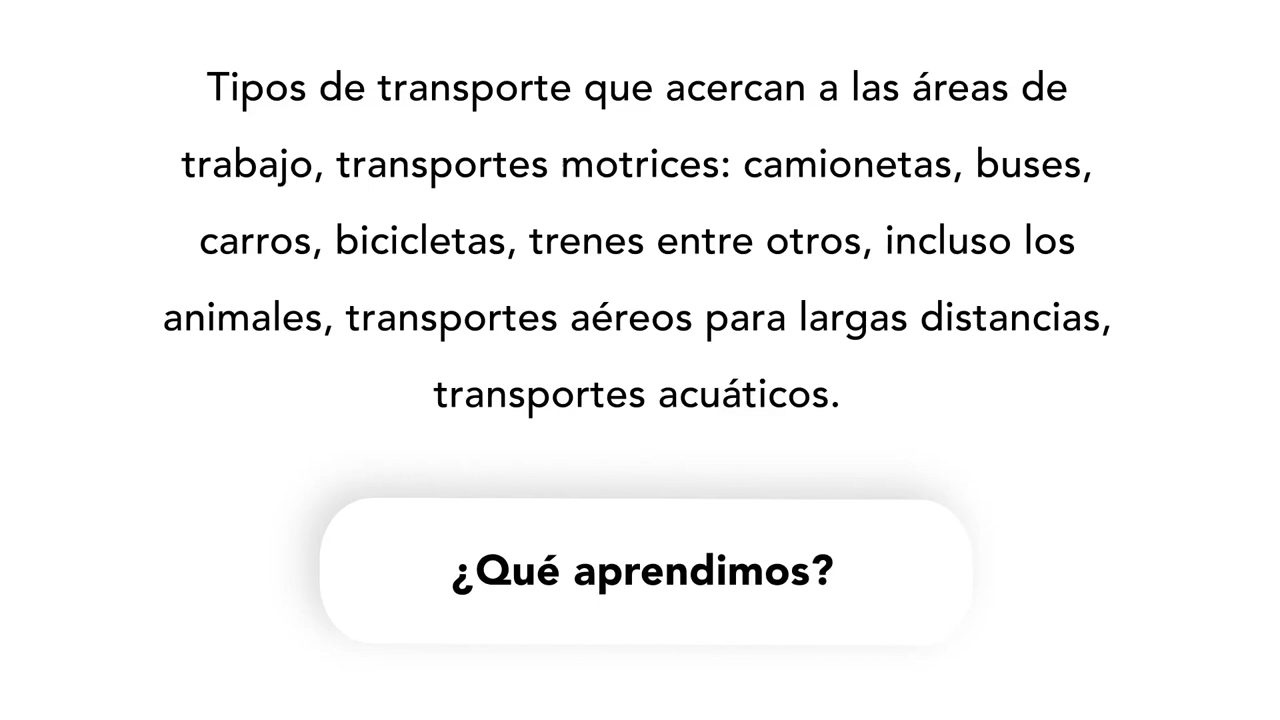 Tipos de transporte que acercan a las áreas de
trabajo, transportes motrices: camionetas, buses,
carros, bicicletas, trenes entre otros, incluso los
animales, transportes aéreos para largas distancias,
transportes acuáticos.
¿Qué aprendimos?